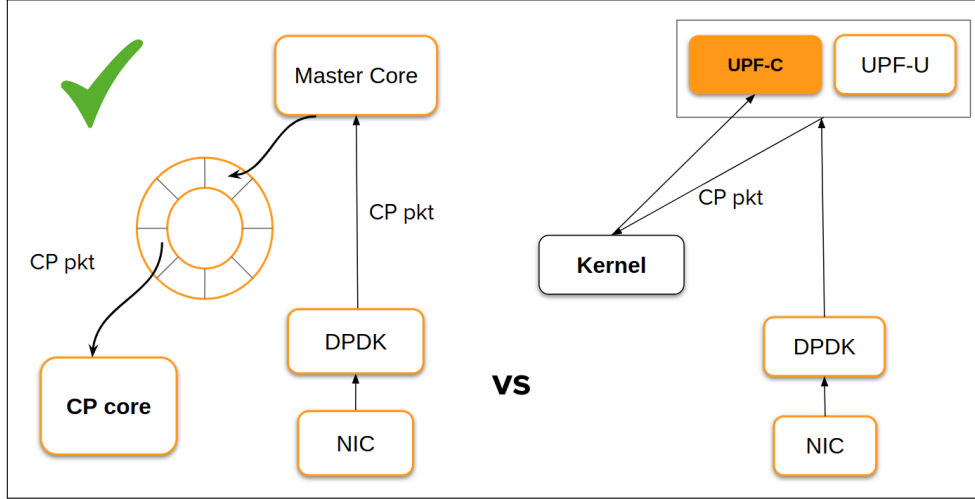 Master Core
CP pkt
CP pkt
CP core
DPDK
NIC
vs
UPF-C
UPF-U
CP pkt
Kernel
DPDK
NIC